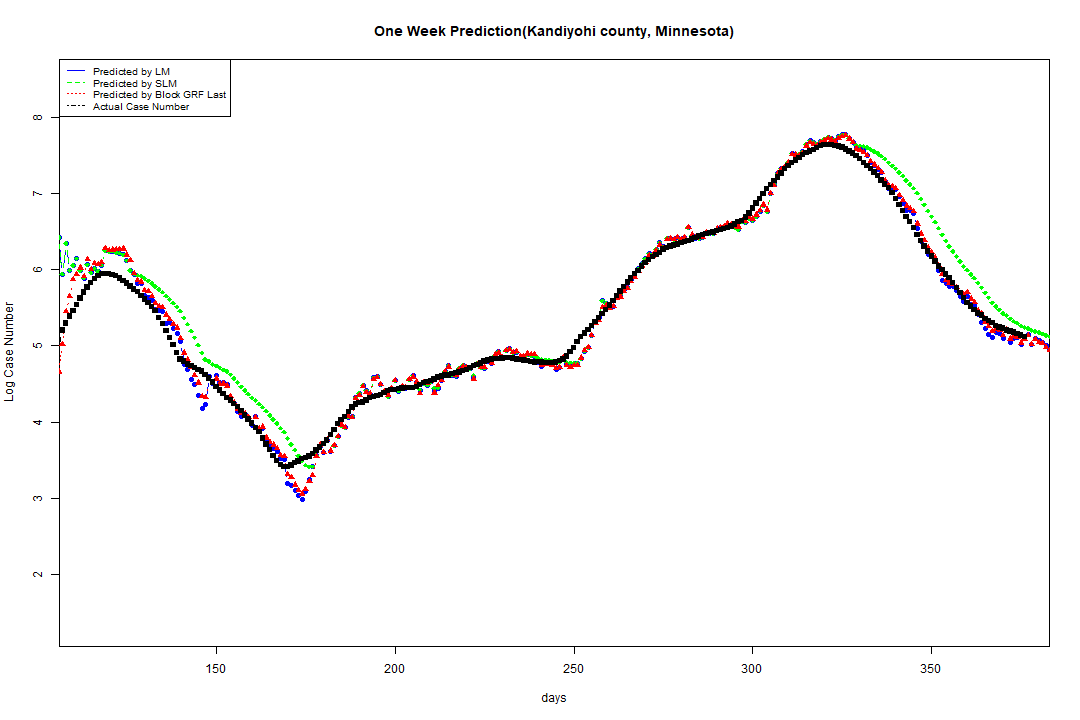 One Week Prediction(Kandiyohi county, Minnesota)
Predicted by LM
Predicted by SLM
Predicted by Block GRF Last
Actual Case Number
Log Case Number
8
7
6
5
4
3
2
150 200 250 300 350
days